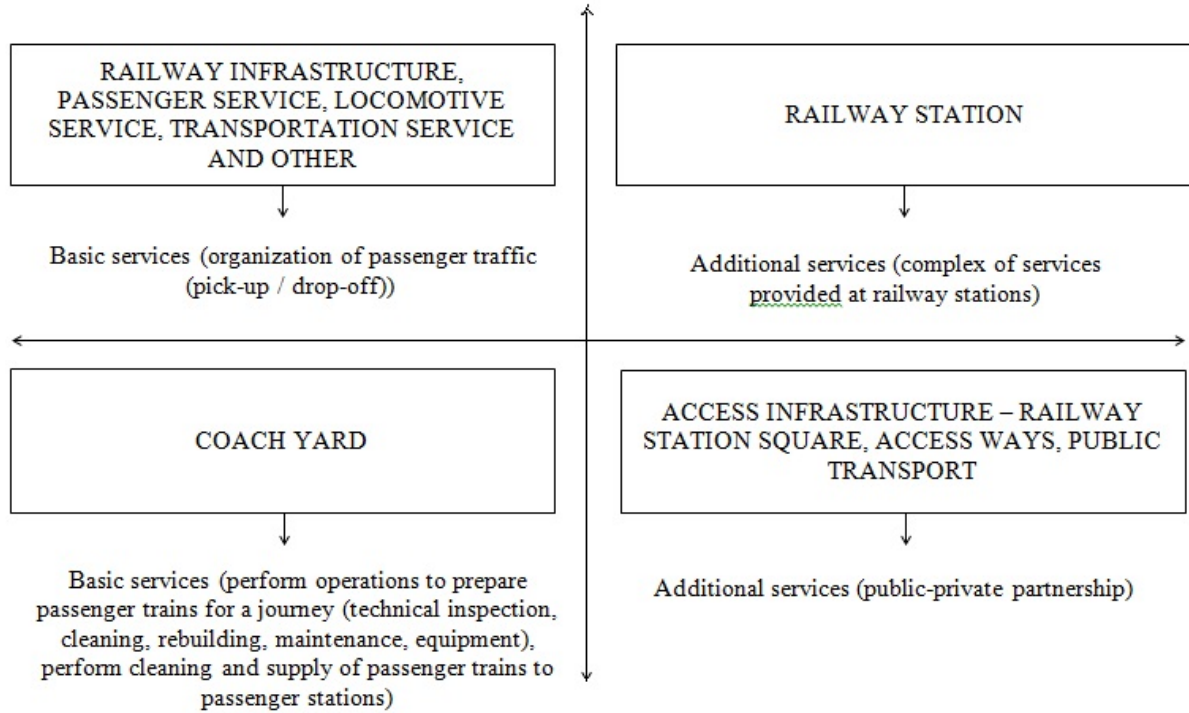 RAILWAY INFRASTRUCTURE,
PASSENGER SERVICE, LOCOMOTIVE
SERVICE, TRANSPORTATION SERVICE
AND OTHER
Basic services (organization of passenger traffic
(pick-up / drop-off))
RAILWAY STATION
Additional services (complex of services
provided at railway stations)
COACH YARD
Basic services (perform operations to prepare
passenger trains for a journey (technical inspection,
cleaning, rebuilding, maintenance, equipment),
perform cleaning and supply of passenger trains to
passenger stations)
ACCESS INFRASTRUCTURE – RAILWAY
STATION SQUARE, ACCESS WAYS, PUBLIC
TRANSPORT
Additional services (public-private partnership)